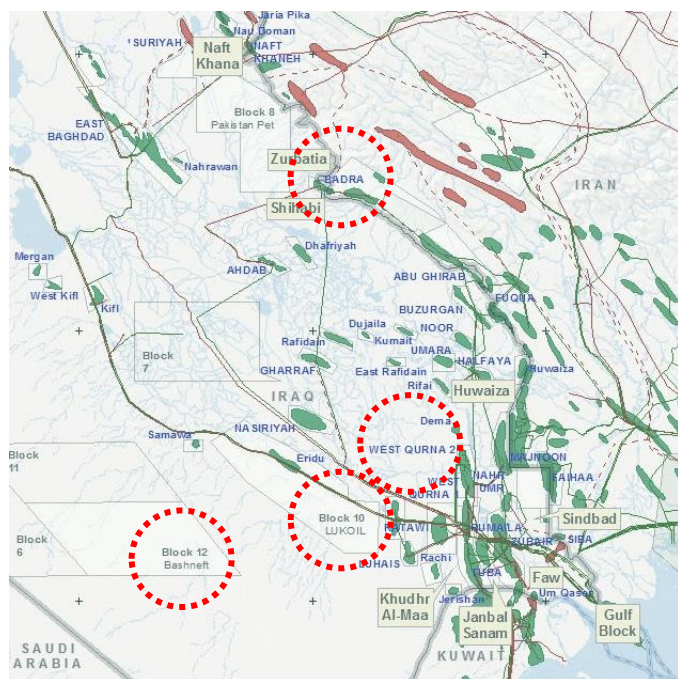 Jaria Pika
Nau Doman
'SURIYAH
Naft
Khana
NAFT
KHANEH
Block 8
Pakistan Pet
EAST
BAGHDAD
Nahrawan
Zurbatia
BADRA
IRAN
Shihabi
Mergan
Dhafriyah
AHDAB
ABU GHIRAB
West Kifl
Kifl
FUQUA
BUZURGAN
Dujaila
NOOR
Rafidain
Kumait
UMARA
Block
7
HALFAYA
GHARRAF
East Rafidain
Huwaiza
Rifai
Huwaiza
IRAQ
Dema
NASIRIYAH
Samawa
WEST QURNA 2
Block
11
Eridu
MAJNOON
WEST
QURNA 1
NAHR
UMR
FAIHAA
Block 10
LUKOIL
Sindbad
RATAWI
RUMAILA
Block
6
ZUBAIR
SIBA
Block 12
Bashneft
LUHAIS
Rachi
TUBA
Faw
Khudhr
Al-Maa
Jerishan
Um Qaser
Janbal
Sanam
Gulf
Block
SAUDI
ARABIA
KUWAIT